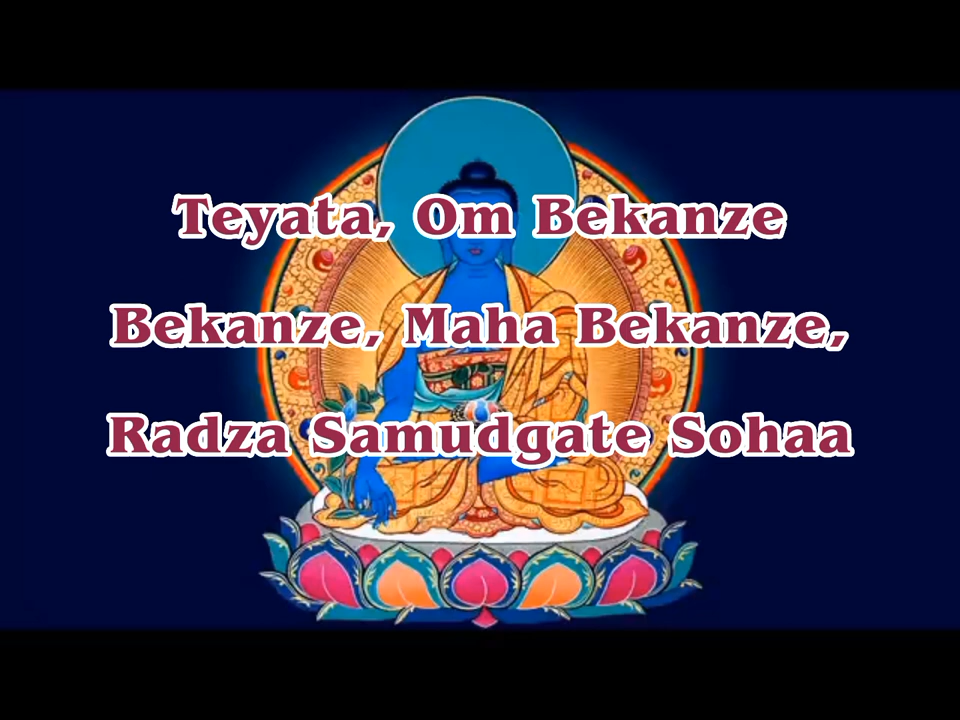 Teyata, Om Bekanze
Bekanze, Maha Bekanze,
Radza Samudgate Sohaa